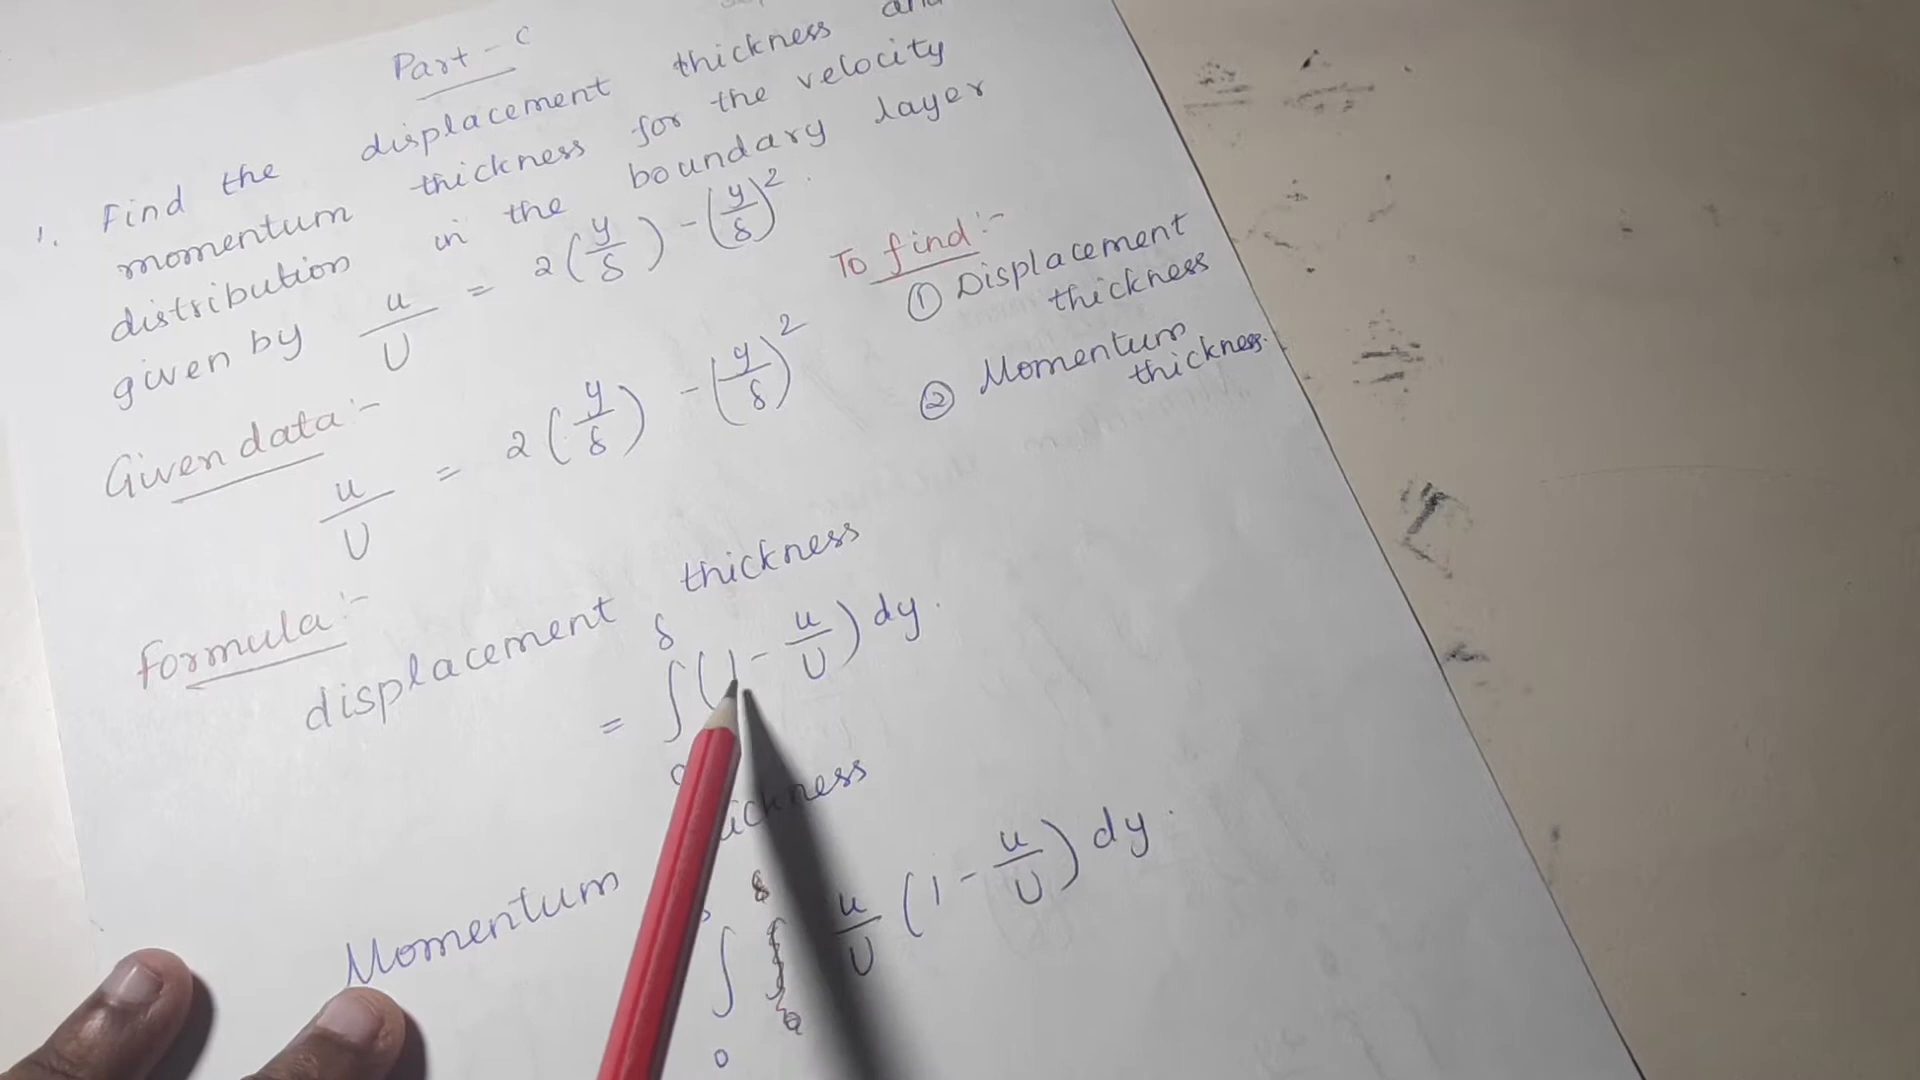 Part - C
1. Find the displacement thickness and
momentum thickness for the velocity
distribution in the boundary layer
given by u/U = 2(y/δ) - (y/δ)².
To find :-
① Displacement
thickness
② Momentum
thickness.
Given data :-
u/U = 2(y/δ) - (y/δ)²
Formula :-
displacement thickness
= ∫₀^δ (1 - u/U) dy.
Momentum
∫₀ u/U (1 - u/U) dy.